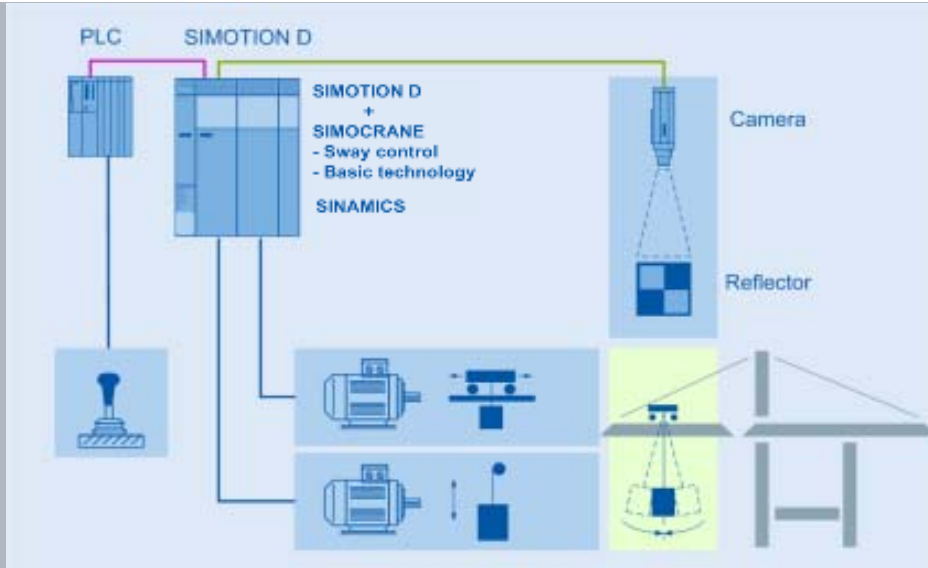 PLC
SIMOTION D
SIMOTION D
+
SIMOCRANE
- Sway control
- Basic technology
SINAMICS
Camera
Reflector